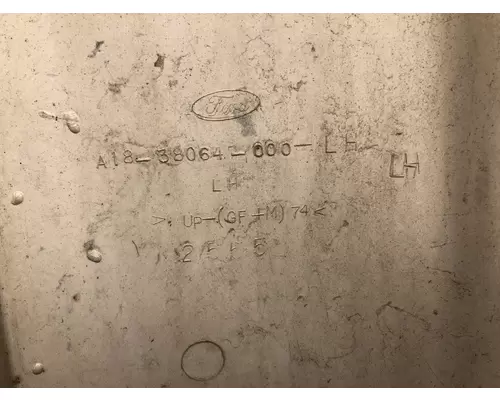 Ford
A18-38064-000-LH
LH
LH
>UP-(GF+M)74<